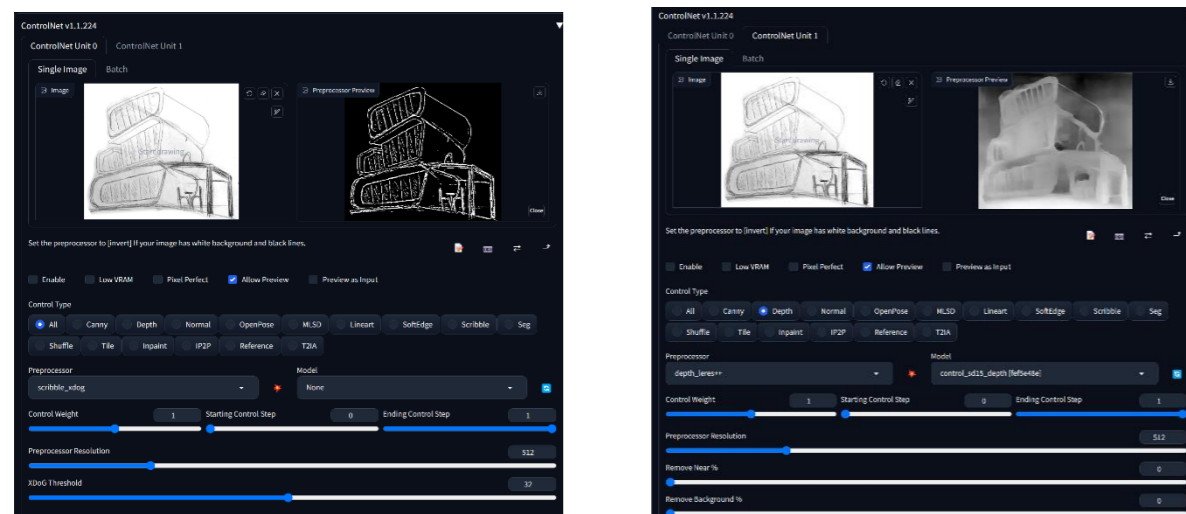 ControlNet v1.1.224
ControlNet Unit 0 ControlNet Unit 1
Single Image Batch
Image Preprocessor Preview
Start drawing
Close
Set the preprocessor to [invert] If your image has white background and black lines.
Enable Low VRAM Pixel Perfect Allow Preview Preview as Input
Control Type
All Canny Depth Normal OpenPose MLSD Lineart SoftEdge Scribble Seg
Shuffle Tile Inpaint IP2P Reference T2IA
Preprocessor Model
scribble_xdog None
Control Weight 1 Starting Control Step 0 Ending Control Step 1
Preprocessor Resolution 512
XDoG Threshold 32
ControlNet v1.1.224
ControlNet Unit 0 ControlNet Unit 1
Single Image Batch
Image Preprocessor Preview
Start drawing
Close
Set the preprocessor to [invert] If your image has white background and black lines.
Enable Low VRAM Pixel Perfect Allow Preview Preview as Input
Control Type
All Canny Depth Normal OpenPose MLSD Lineart SoftEdge Scribble Seg
Shuffle Tile Inpaint IP2P Reference T2IA
Preprocessor Model
depth_leres++ control_sd15_depth [fef5e48e]
Control Weight 1 Starting Control Step 0 Ending Control Step 1
Preprocessor Resolution 512
Remove Near % 0
Remove Background % 0